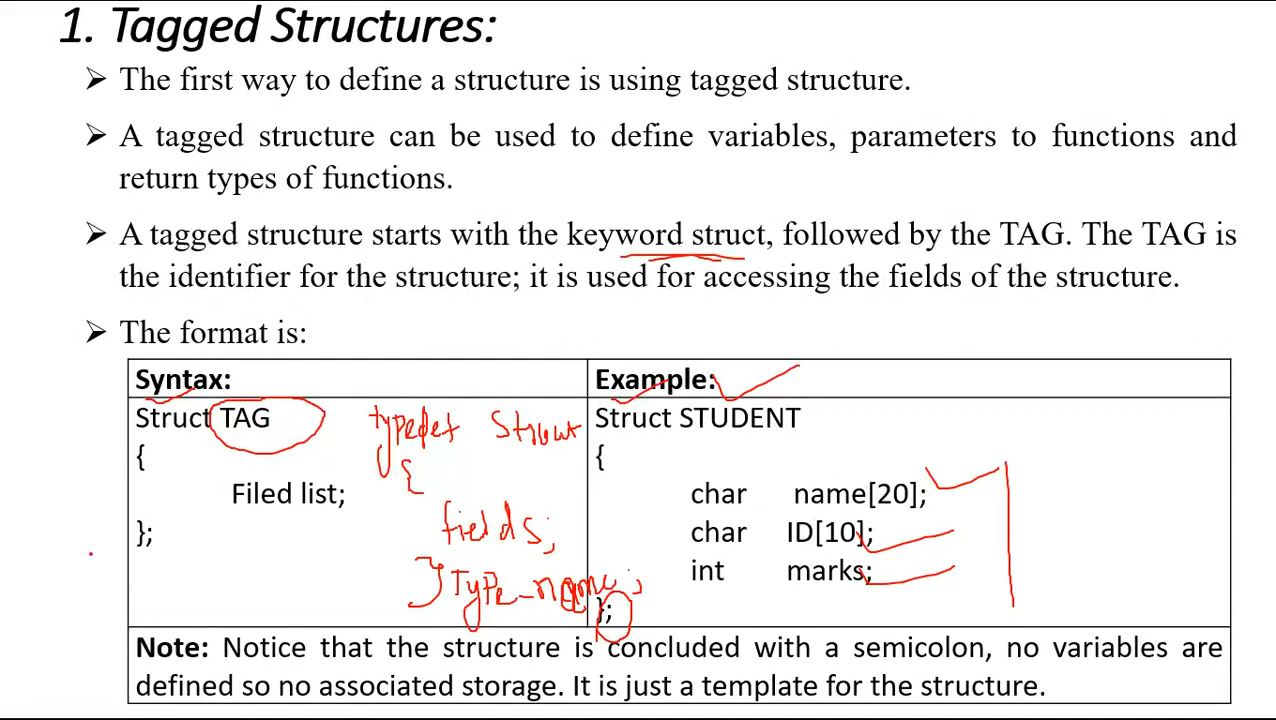 1. Tagged Structures:
➢ The first way to define a structure is using tagged structure.
➢ A tagged structure can be used to define variables, parameters to functions and
return types of functions.
➢ A tagged structure starts with the keyword struct, followed by the TAG. The TAG is
the identifier for the structure; it is used for accessing the fields of the structure.
➢ The format is:
Syntax:
Struct TAG
{
Filed list;
};
typedef Struct
{
fields;
} Type_name;
Example:
Struct STUDENT
{
char name[20];
char ID[10];
int marks;
};
Note: Notice that the structure is concluded with a semicolon, no variables are
defined so no associated storage. It is just a template for the structure.